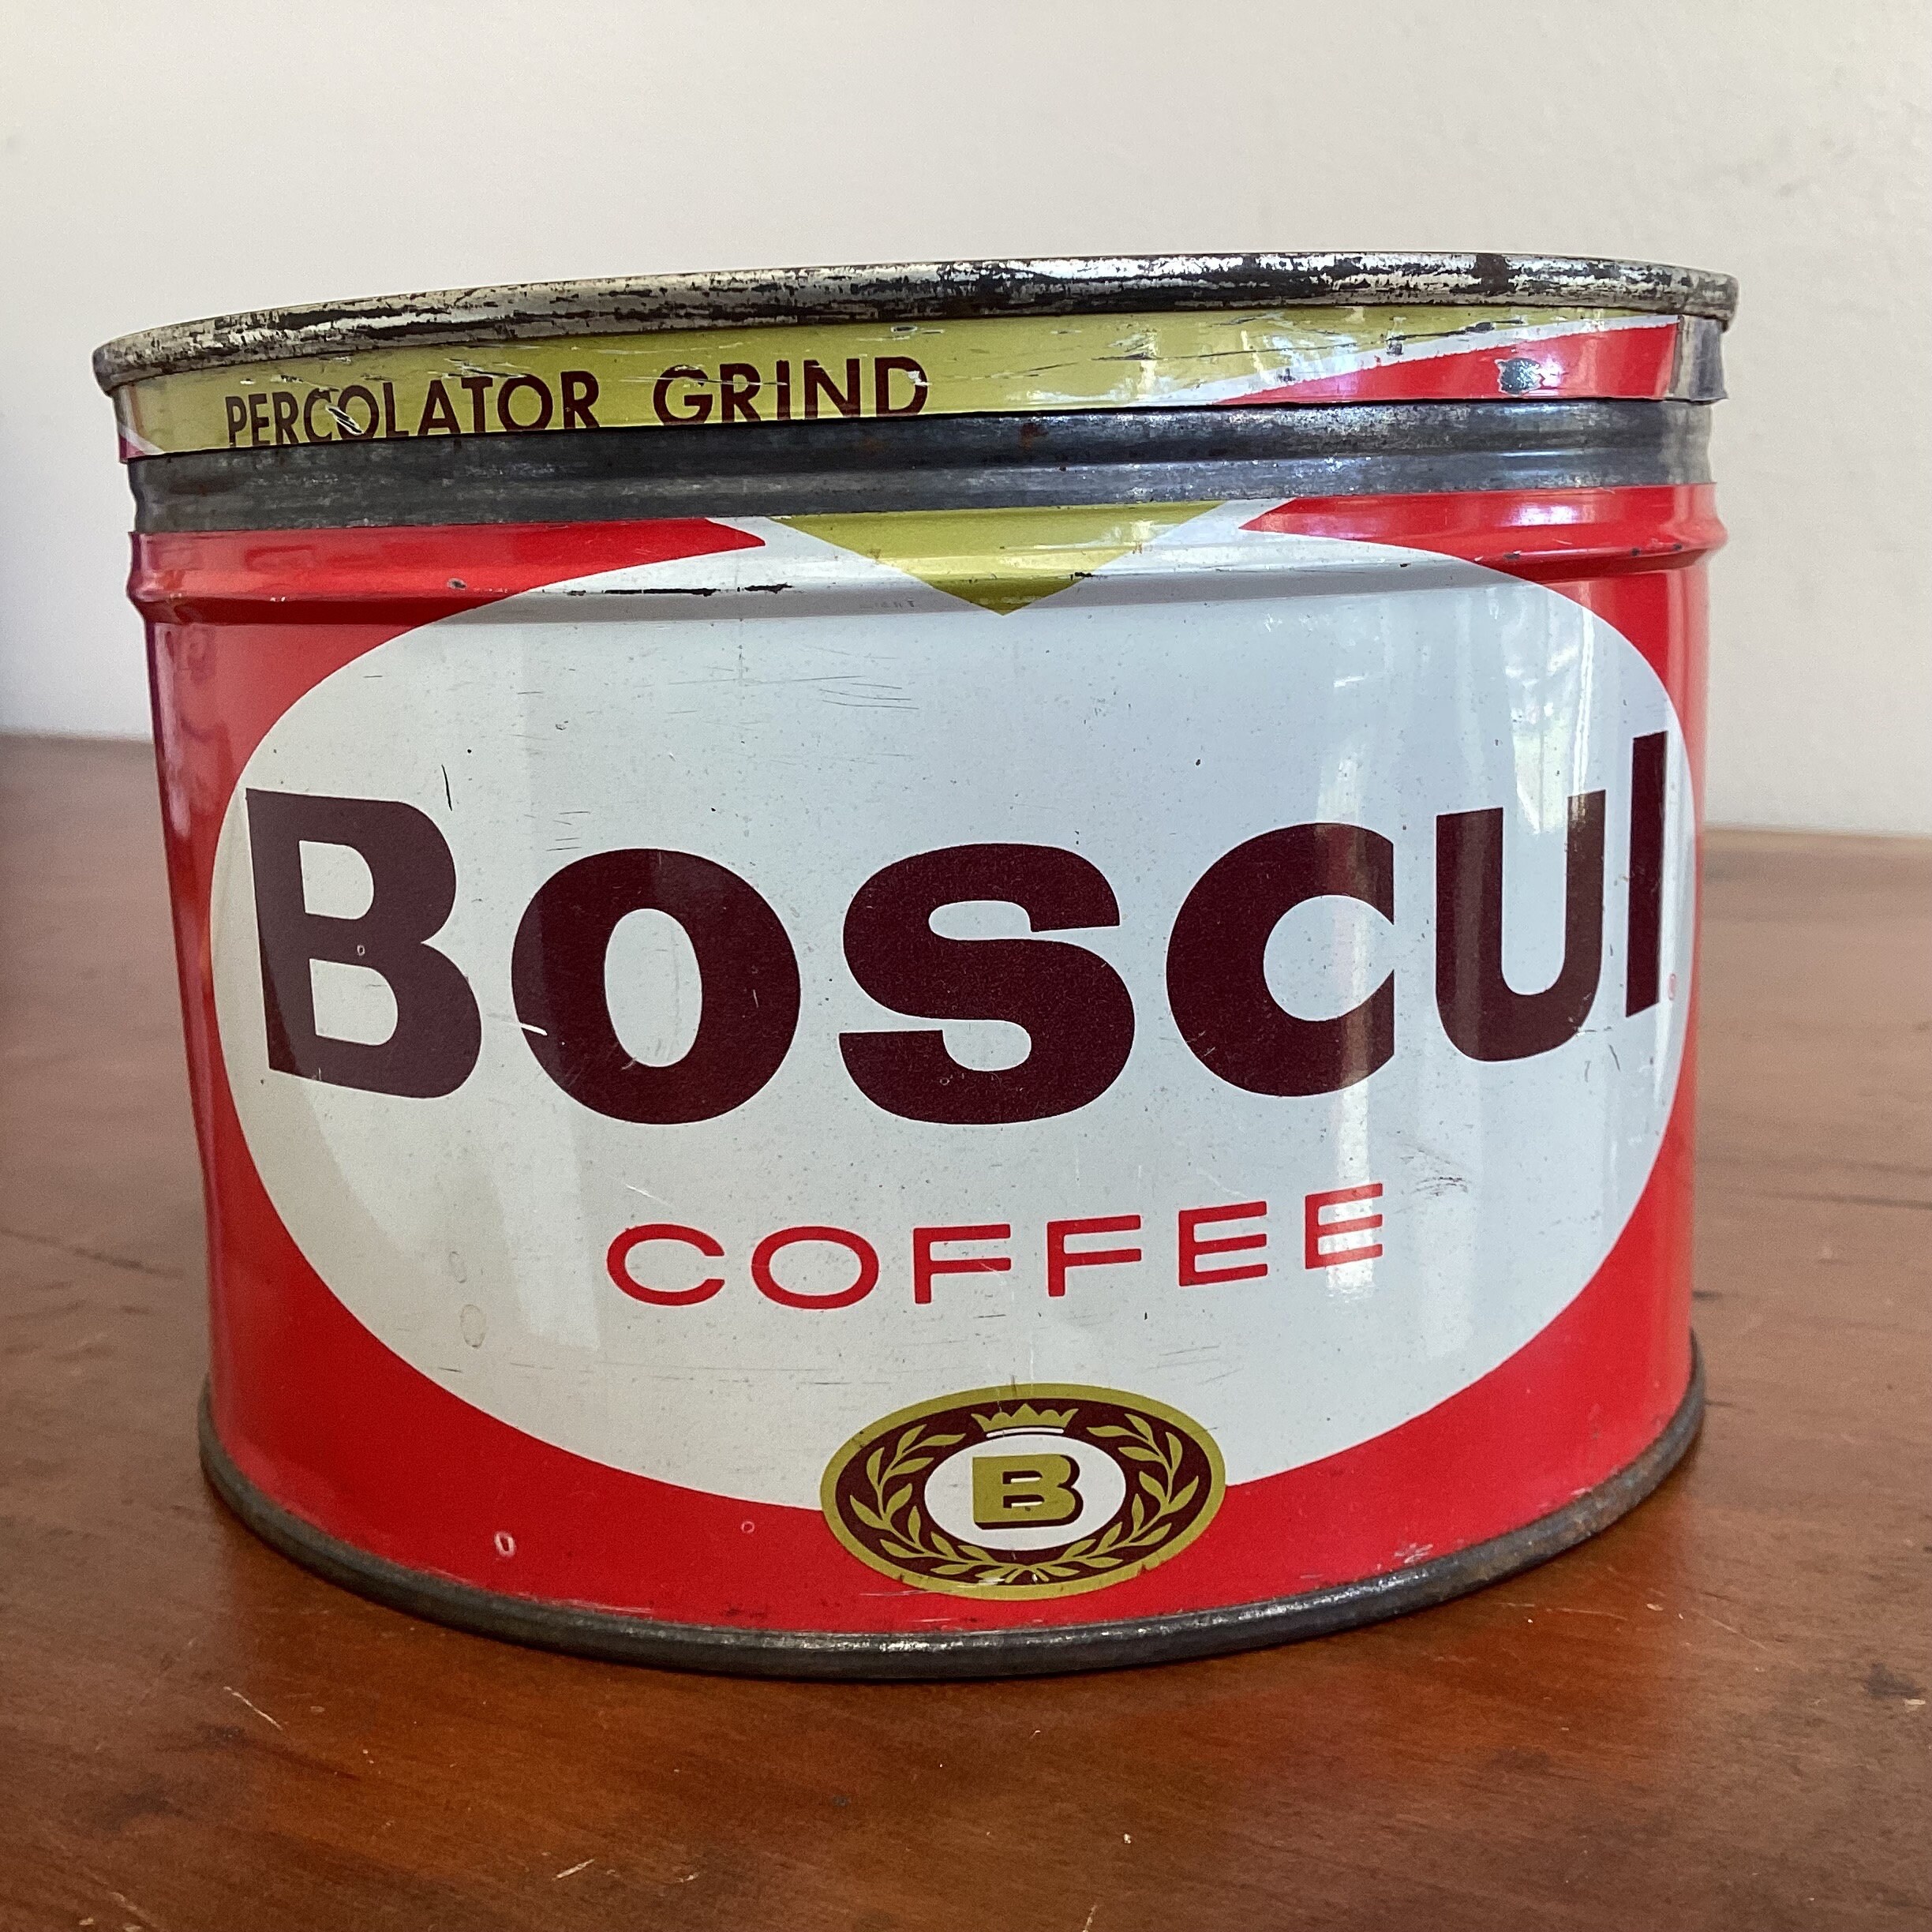 PERCOLATOR GRIND
Boscul
COFFEE
B